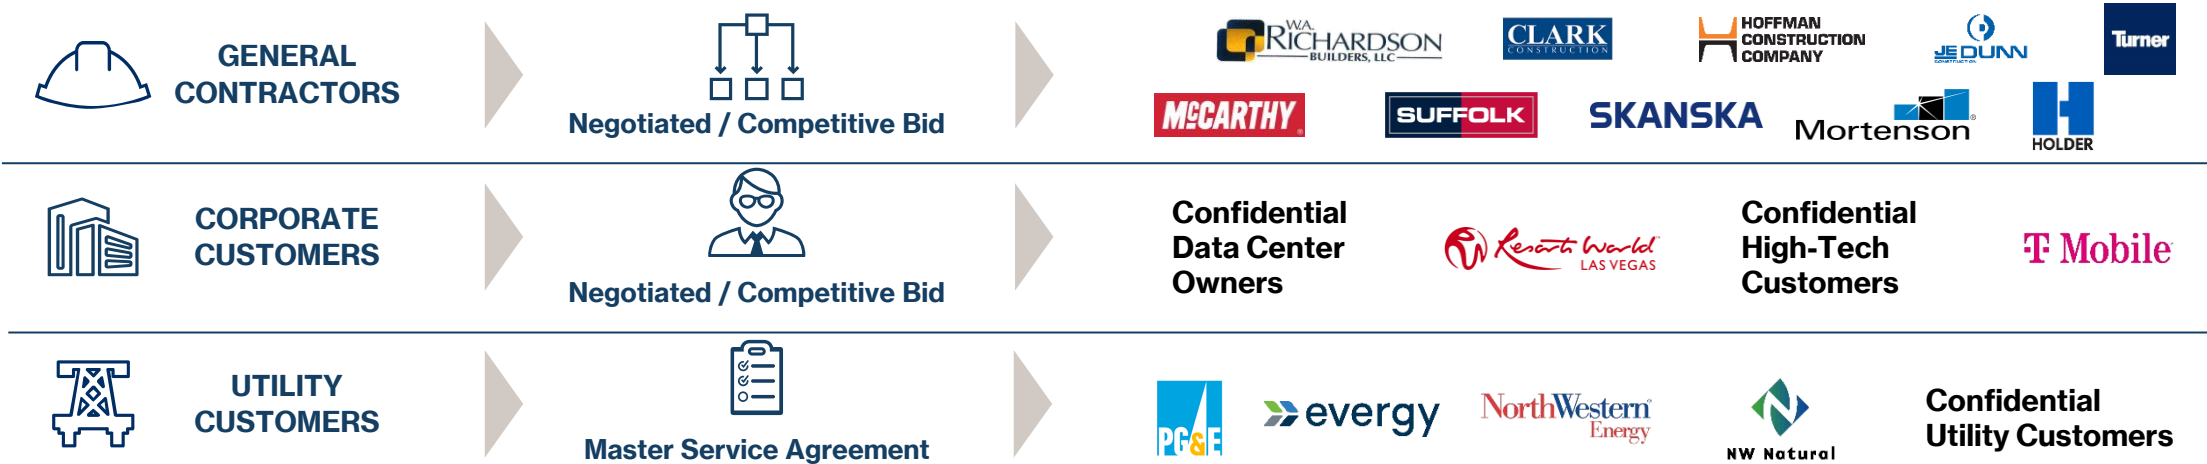 GENERAL
CONTRACTORS
Negotiated / Competitive Bid
W.A.
RICHARDSON
BUILDERS, LLC
CLARK
CONSTRUCTION
HOFFMAN
CONSTRUCTION
COMPANY
JE DUNN
CONSTRUCTION
Turner
McCARTHY
SUFFOLK
SKANSKA
Mortenson
HOLDER
CORPORATE
CUSTOMERS
Negotiated / Competitive Bid
Confidential
Data Center
Owners
Resorts World
LAS VEGAS
Confidential
High-Tech
Customers
T Mobile
UTILITY
CUSTOMERS
Master Service Agreement
PG&E
evergy
NorthWestern
Energy
NW Natural
Confidential
Utility Customers